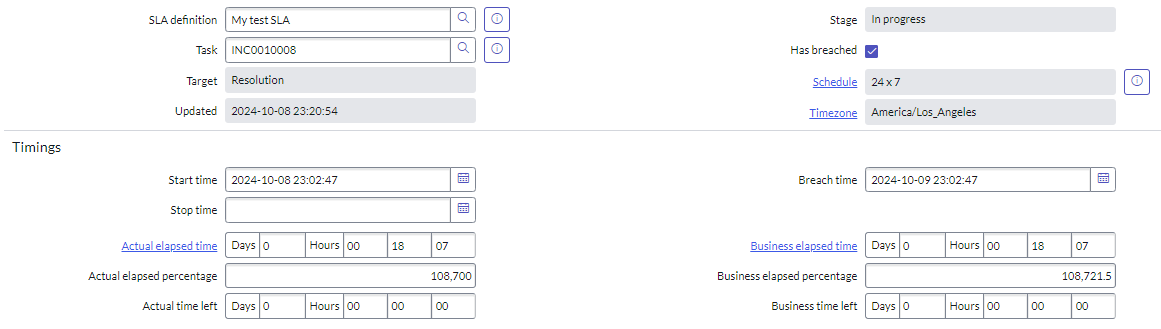 SLA definition My test SLA Stage In progress
Task INC0010008 Has breached
Target Resolution Schedule 24 x 7
Updated 2024-10-08 23:20:54 Timezone America/Los_Angeles
Timings
Start time 2024-10-08 23:02:47 Breach time 2024-10-09 23:02:47
Stop time
Actual elapsed time Days 0 Hours 00 18 07 Business elapsed time Days 0 Hours 00 18 07
Actual elapsed percentage 108,700 Business elapsed percentage 108,721.5
Actual time left Days 0 Hours 00 00 00 Business time left Days 0 Hours 00 00 00